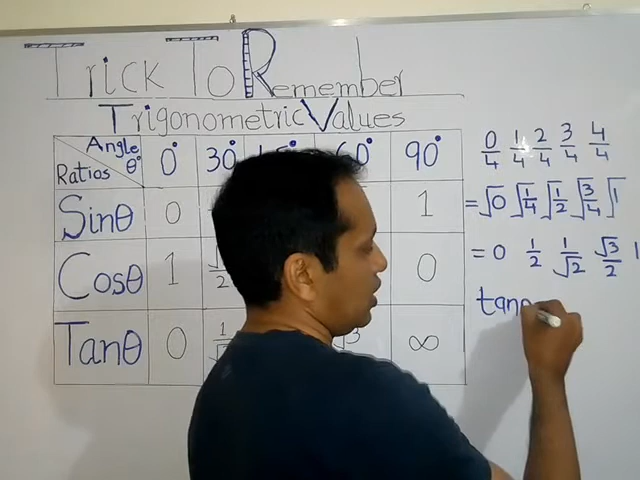 Trick To Remember
Trigonometric Values
Angle θ° Ratios 0° 30° 60° 90°
Sinθ 0 1
Cosθ 1 0
Tanθ 0 ∞
0/4 1/4 2/4 3/4 4/4
= √0 √1/4 √1/2 √3/4 √1
= 0 1/2 1/√2 √3/2 1
tan